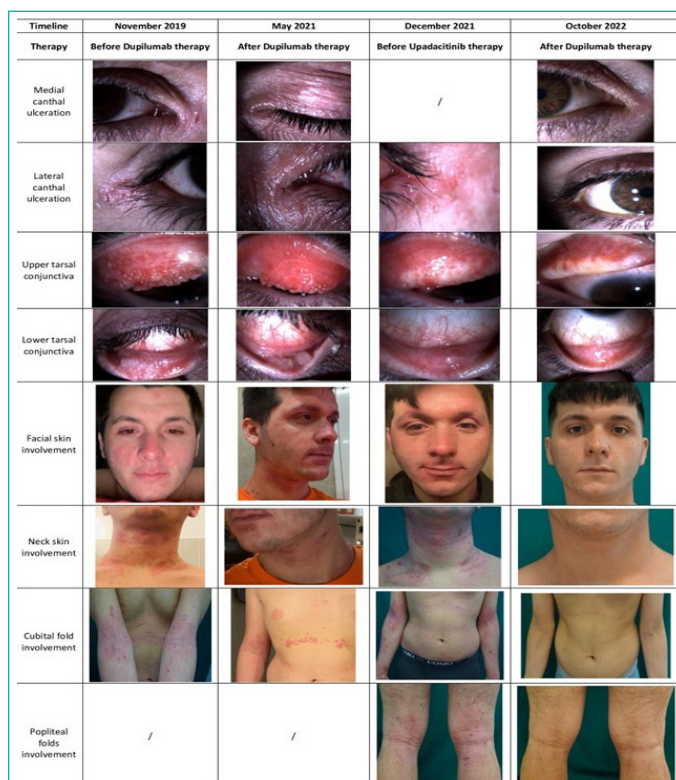 Timeline November 2019 May 2021 December 2021 October 2022
Therapy Before Dupilumab therapy After Dupilumab therapy Before Upadacitinib therapy After Dupilumab therapy
Medial
canthal
ulceration
/
Lateral
canthal
ulceration
Upper tarsal
conjunctiva
Lower tarsal
conjunctiva
Facial skin
involvement
Neck skin
involvement
Cubital fold
involvement
Popliteal
folds
involvement
/ /